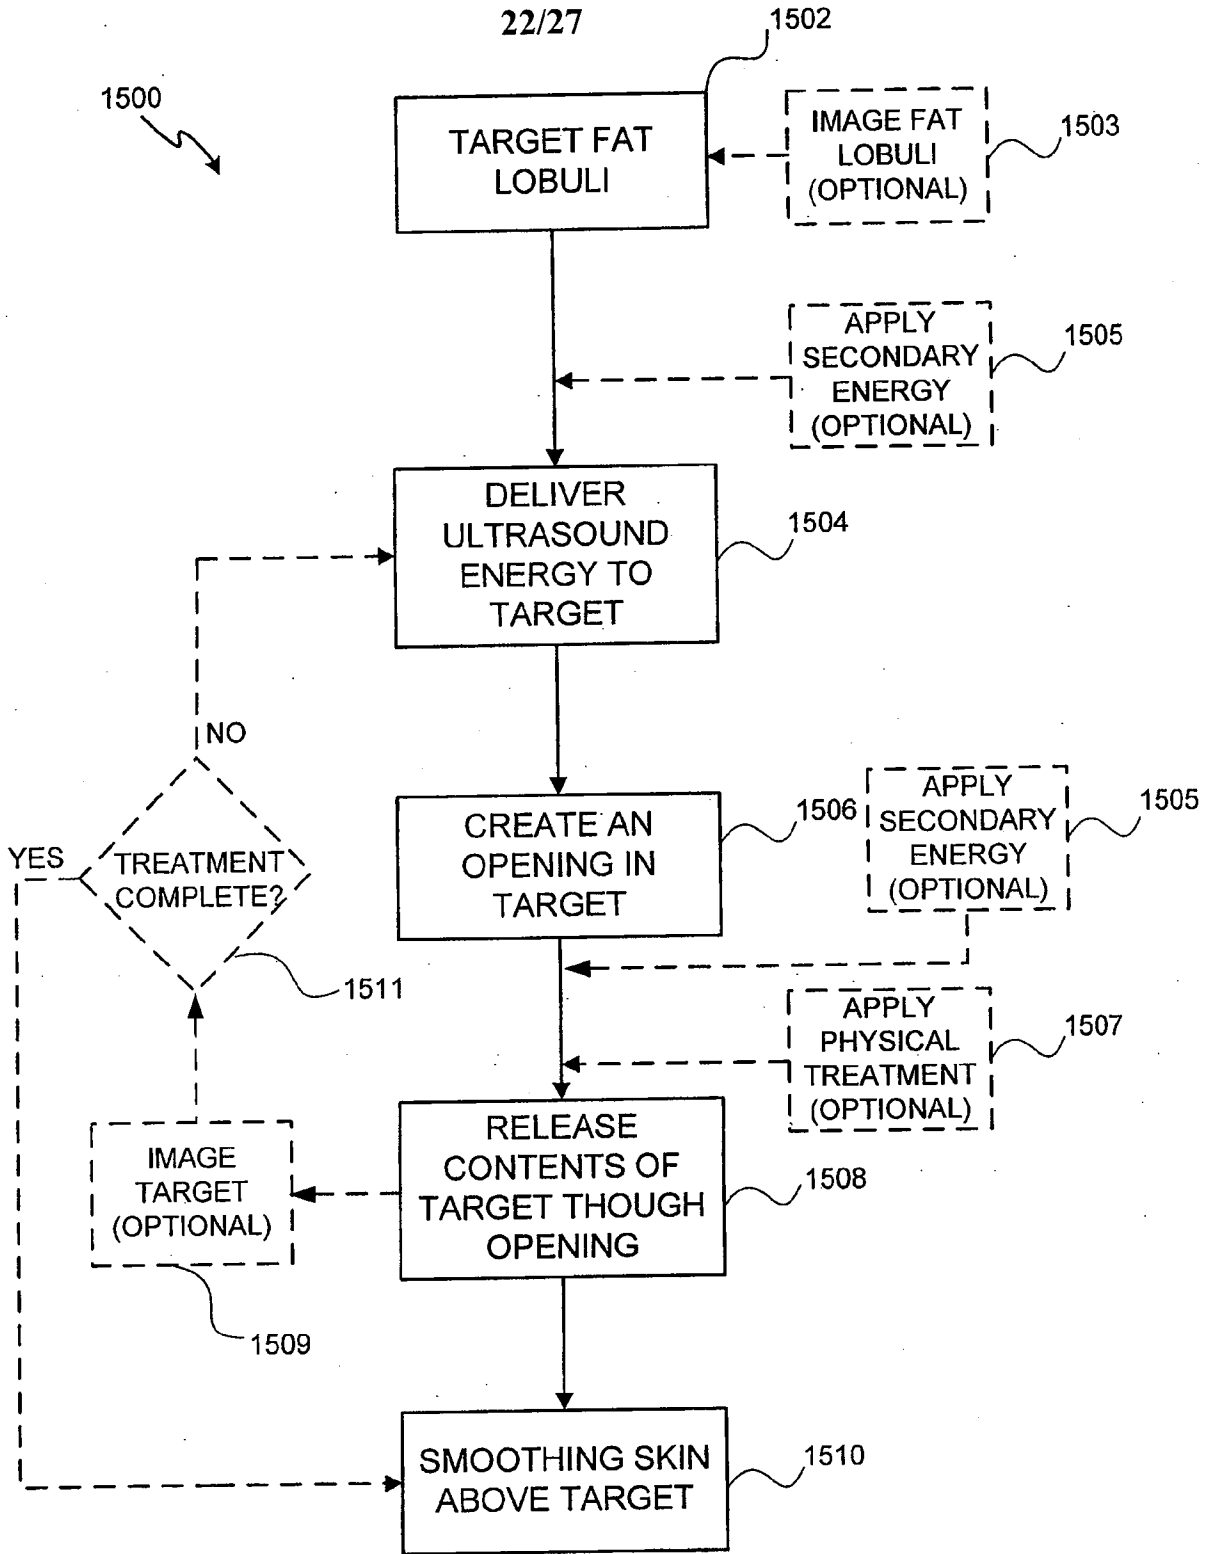 22/27
1502
1500
TARGET FAT
LOBULI
IMAGE FAT
LOBULI
(OPTIONAL)
1503
APPLY
SECONDARY
ENERGY
(OPTIONAL)
1505
DELIVER
ULTRASOUND
ENERGY TO
TARGET
1504
NO
CREATE AN
OPENING IN
TARGET
1506
APPLY
SECONDARY
ENERGY
(OPTIONAL)
1505
YES
TREATMENT
COMPLETE?
1511
APPLY
PHYSICAL
TREATMENT
(OPTIONAL)
1507
RELEASE
CONTENTS OF
TARGET THOUGH
OPENING
1508
IMAGE
TARGET
(OPTIONAL)
1509
SMOOTHING SKIN
ABOVE TARGET
1510